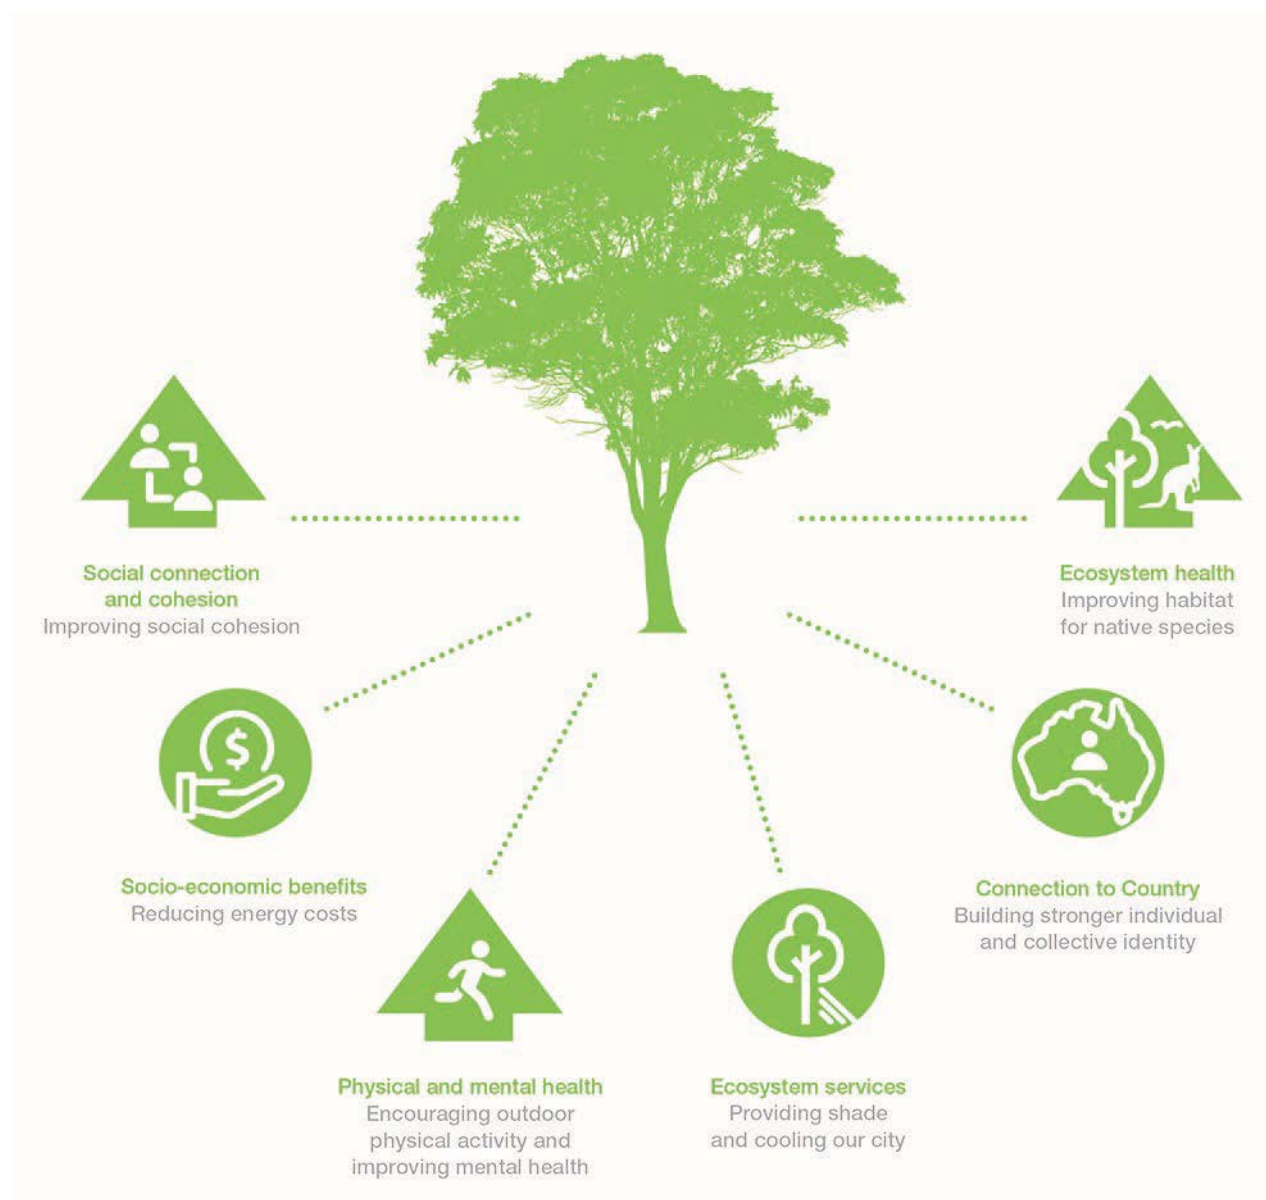 Social connection
and cohesion
Improving social cohesion
Ecosystem health
Improving habitat
for native species
$
Socio-economic benefits
Reducing energy costs
Connection to Country
Building stronger individual
and collective identity
Physical and mental health
Encouraging outdoor
physical activity and
improving mental health
Ecosystem services
Providing shade
and cooling our city